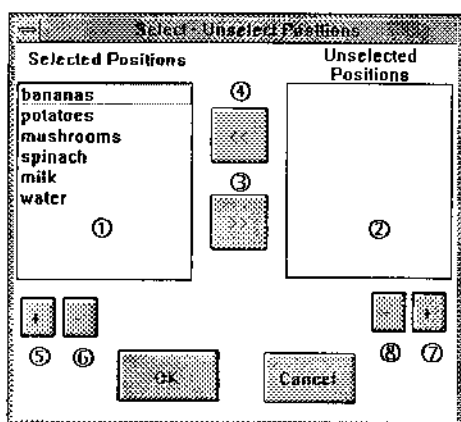 Select - Unselect Positions
Selected Positions
Unselected
Positions
bananas
potatoes
mushrooms
spinach
milk
water
①
②
④
<<
③
>>
⑤
⑥
⑧
⑦
+
-
-
+
OK
Cancel